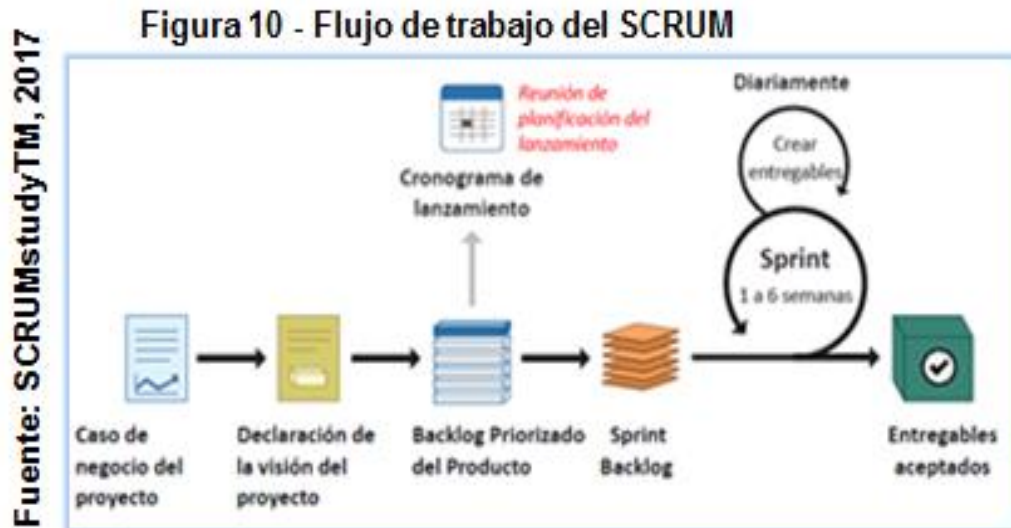 Figura 10 - Flujo de trabajo del SCRUM
Fuente: SCRUMstudyTM, 2017
Reunión de
planificación del
lanzamiento
Cronograma de
lanzamiento
Diariamente
Crear
entregables
Sprint
1 a 6 semanas
Caso de
negocio del
proyecto
Declaración de
la visión del
proyecto
Backlog Priorizado
del Producto
Sprint
Backlog
Entregables
aceptados